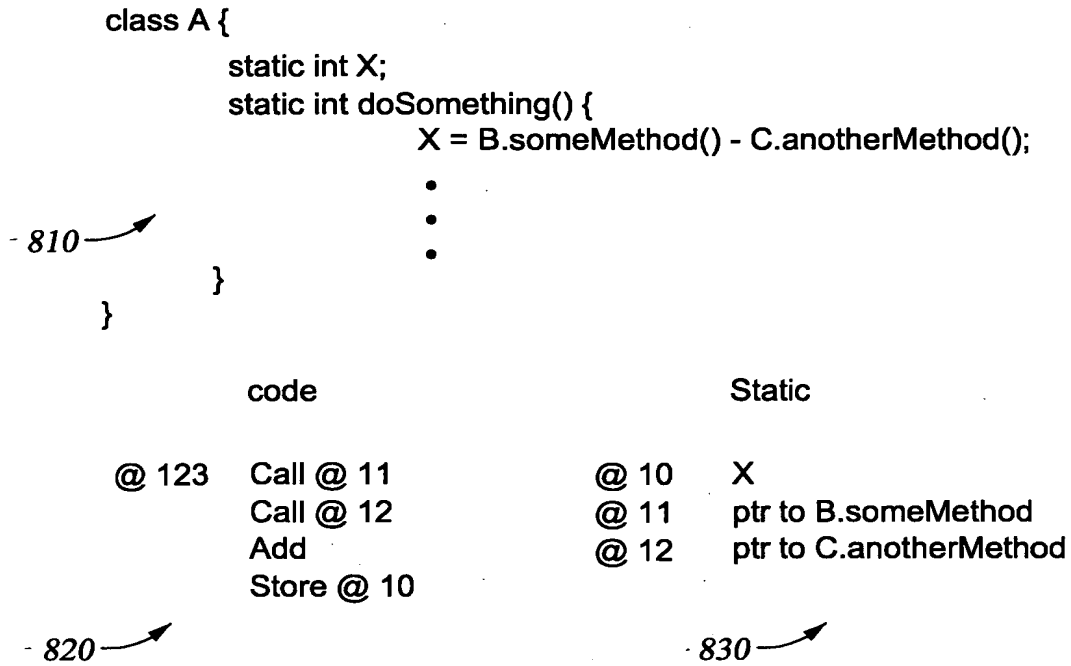 class A {
static int X;
static int doSomething() {
X = B.someMethod() - C.anotherMethod();
•
•
•
- 810
}
}
code Static
@ 123 Call @ 11 @ 10 X
Call @ 12 @ 11 ptr to B.someMethod
Add @ 12 ptr to C.anotherMethod
Store @ 10
- 820 - 830